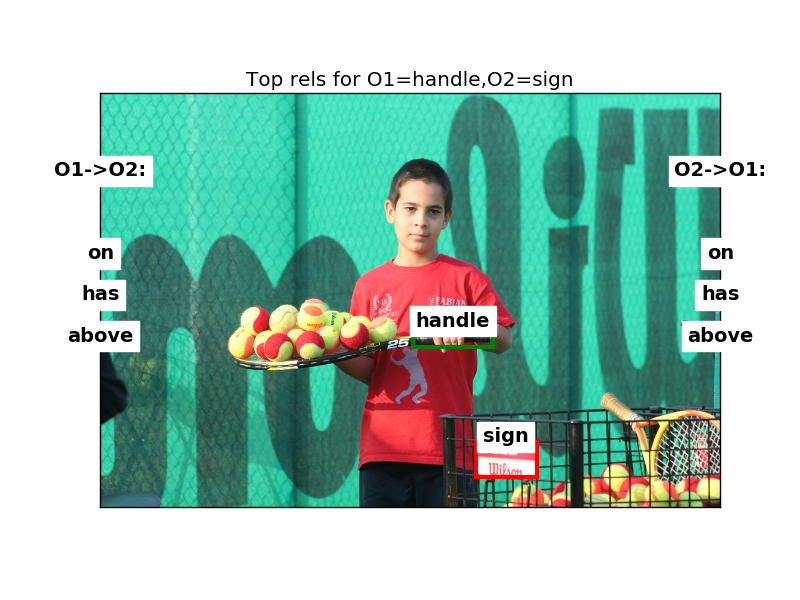 Top rels for O1=handle,O2=sign
O1->O2:
O2->O1:
on
on
has
has
above
above
FABIAN
handle
25
sign
Wilson